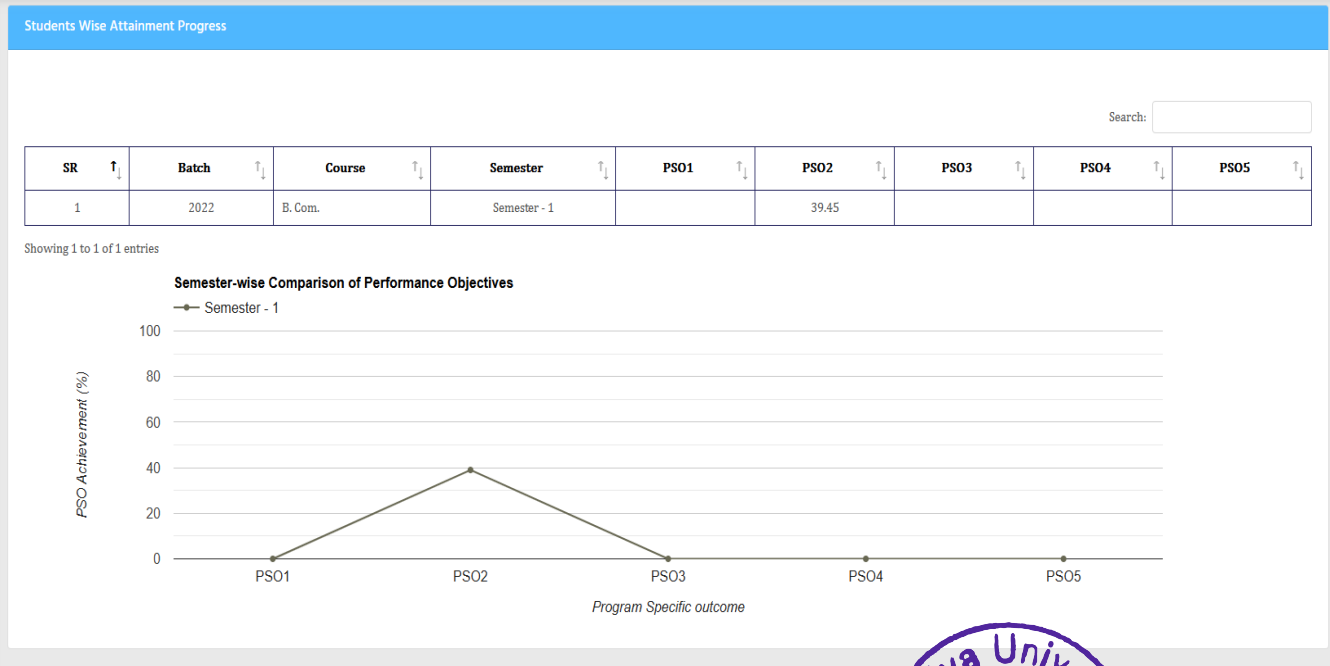 Students Wise Attainment Progress
Search:
SR Batch Course Semester PSO1 PSO2 PSO3 PSO4 PSO5
1 2022 B. Com. Semester - 1 39.45
Showing 1 to 1 of 1 entries
Semester-wise Comparison of Performance Objectives
Semester - 1
100
80
60
40
20
0
PSO Achievement (%)
PSO1 PSO2 PSO3 PSO4 PSO5
Program Specific outcome